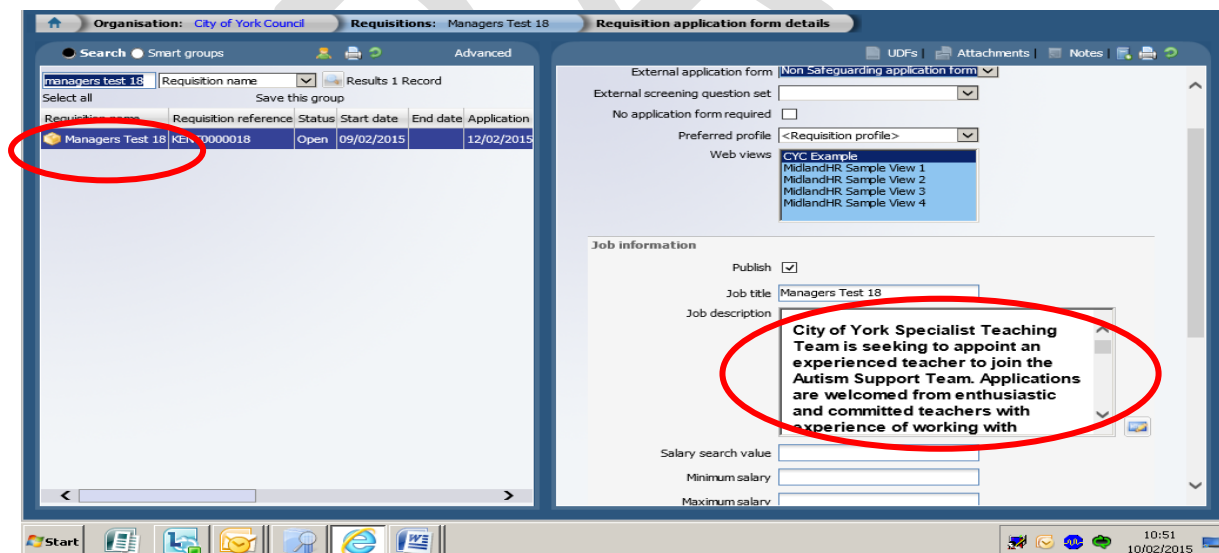 Organisation: City of York Council Requisitions: Managers Test 18 Requisition application form details
Search Smart groups Advanced
UDFs | Attachments | Notes |
managers test 18 Requisition name Results 1 Record
Select all Save this group
Requisition name Requisition reference Status Start date End date Application
Managers Test 18 KENT0000018 Open 09/02/2015 12/02/2015
External application form Non Safeguarding application form
External screening question set
No application form required
Preferred profile <Requisition profile>
Web views CYC Example
MidlandHR Sample View 1
MidlandHR Sample View 2
MidlandHR Sample View 3
MidlandHR Sample View 4
Job information
Publish
Job title Managers Test 18
Job description
City of York Specialist Teaching
Team is seeking to appoint an
experienced teacher to join the
Autism Support Team. Applications
are welcomed from enthusiastic
and committed teachers with
experience of working with
Salary search value
Minimum salary
Maximum salary
Start
10:51
10/02/2015